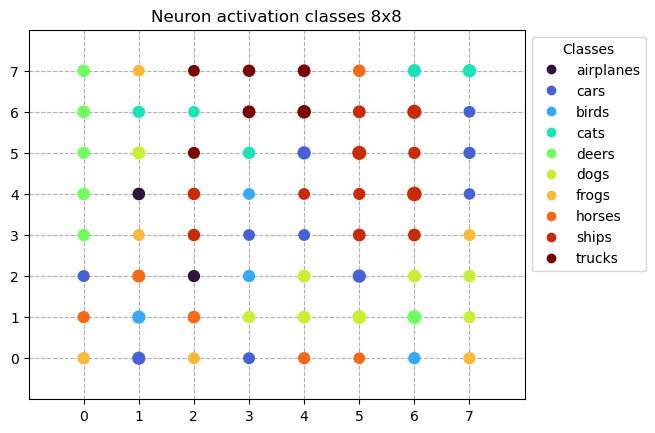 Neuron activation classes 8x8
7
6
5
4
3
2
1
0
0 1 2 3 4 5 6 7
Classes
airplanes
cars
birds
cats
deers
dogs
frogs
horses
ships
trucks